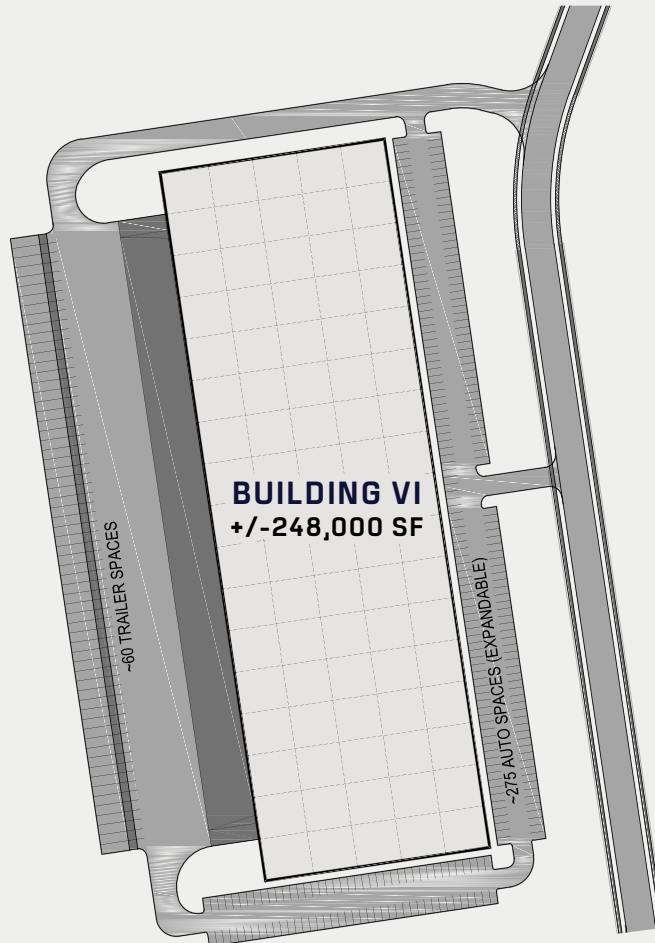 BUILDING VI
+/-248,000 SF
~60 TRAILER SPACES
~275 AUTO SPACES (EXPANDABLE)